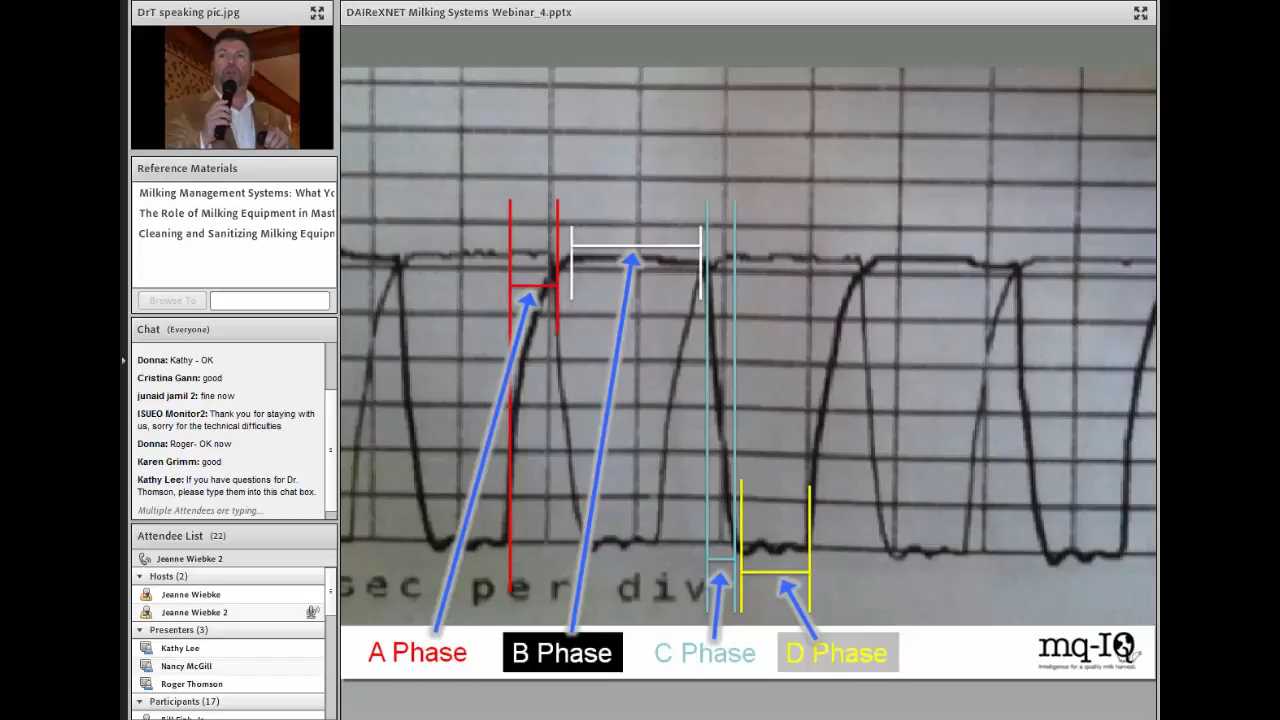 DrT speaking pic.jpg
DAIReXNET Milking Systems Webinar_4.pptx
Reference Materials
Milking Management Systems: What Yo
The Role of Milking Equipment in Mast
Cleaning and Sanitizing Milking Equipm
Browse To
Chat (Everyone)
Donna: Kathy - OK
Cristina Gann: good
junaid jamil 2: fine now
ISUEO Monitor2: Thank you for staying with
us, sorry for the technical difficulties
Donna: Roger- OK now
Karen Grimm: good
Kathy Lee: If you have questions for Dr.
Thomson, please type them into this chat box.
Multiple Attendees are typing...
Attendee List (22)
Jeanne Wiebke 2
Hosts (2)
Jeanne Wiebke
Jeanne Wiebke 2
Presenters (3)
Kathy Lee
Nancy McGill
Roger Thomson
Participants (17)
sec per div
A Phase
B Phase
C Phase
D Phase
mq-IQ
Intelligence for a quality milk harvest.